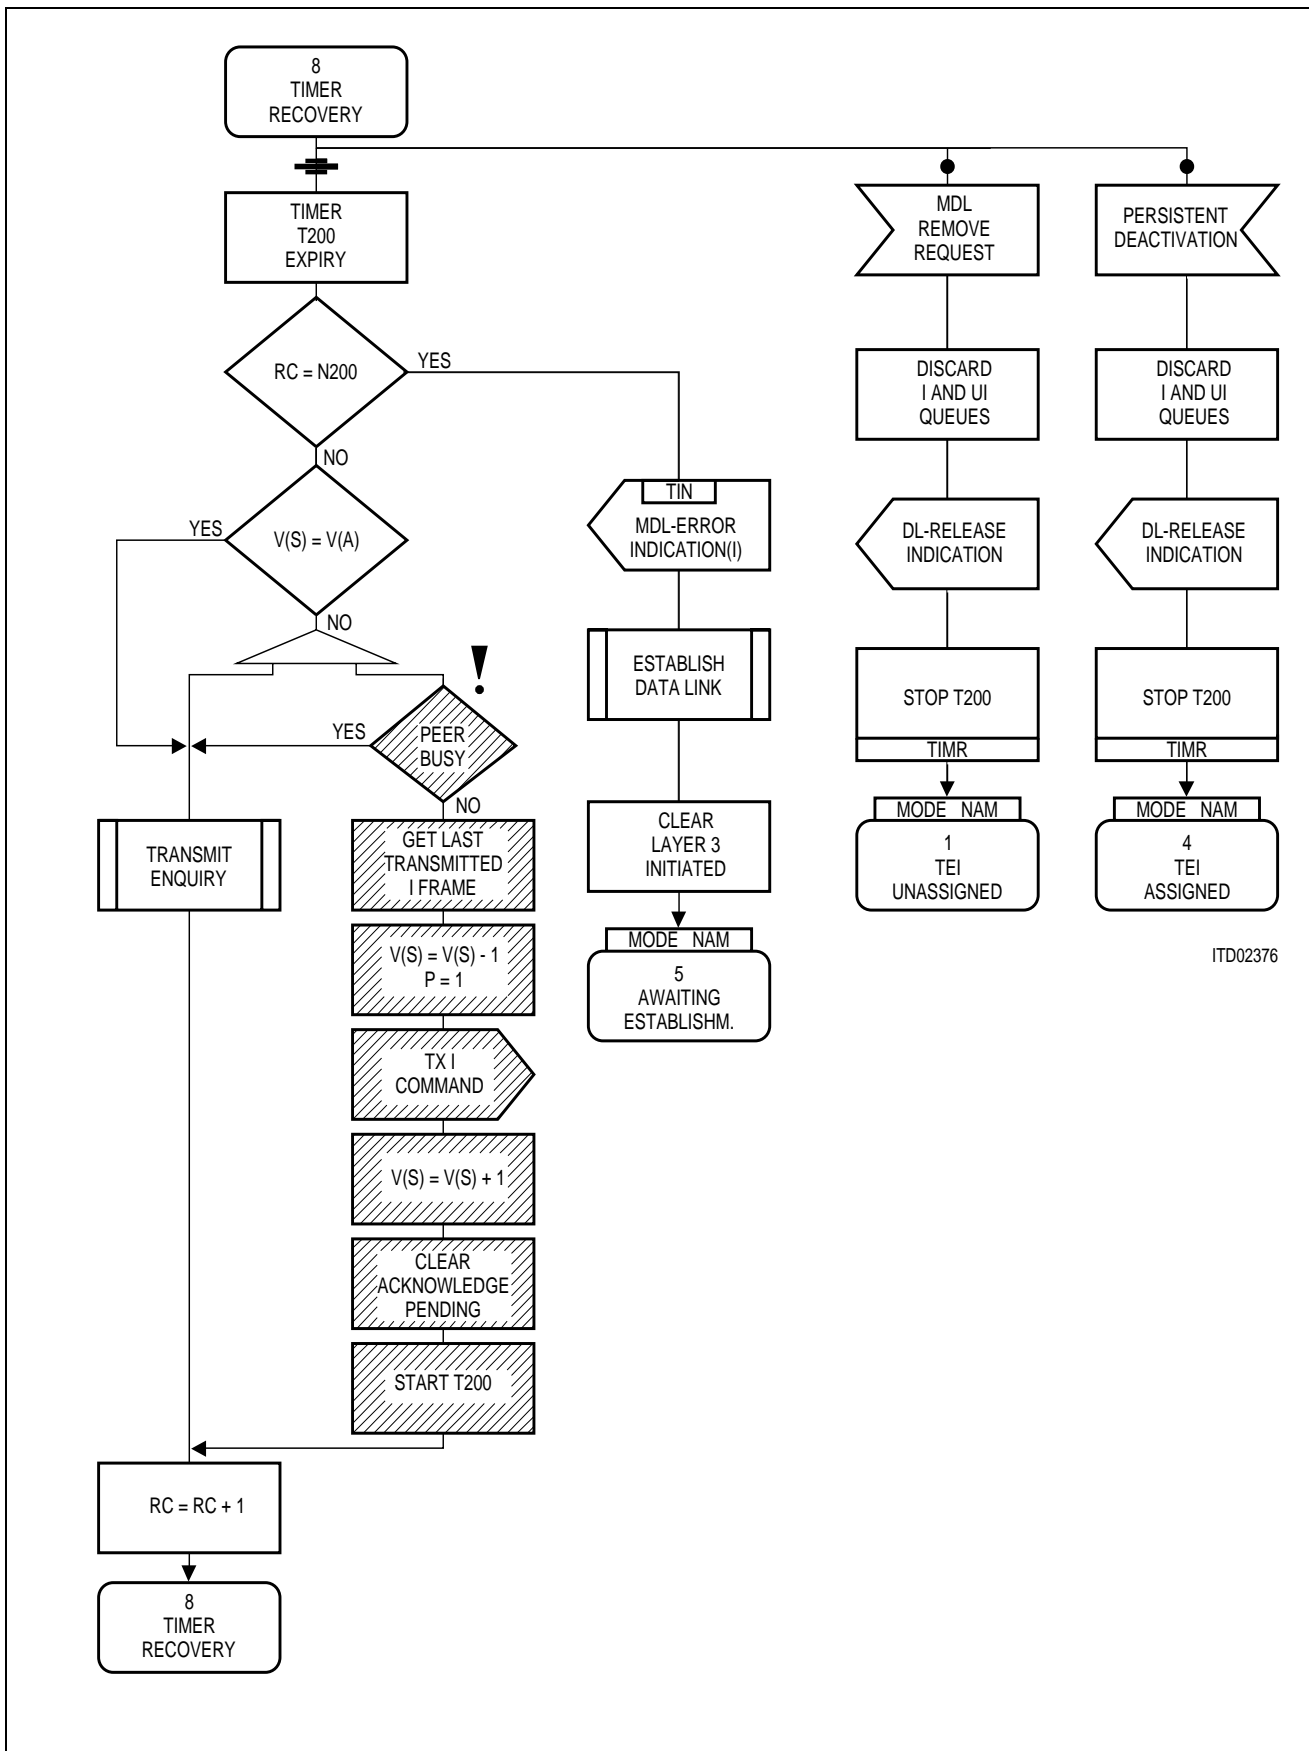 8
TIMER
RECOVERY
TIMER
T200
EXPIRY
MDL
REMOVE
REQUEST
PERSISTENT
DEACTIVATION
RC = N200
YES
NO
DISCARD
I AND UI
QUEUES
DISCARD
I AND UI
QUEUES
V(S) = V(A)
YES
NO
TIN
MDL-ERROR
INDICATION(I)
DL-RELEASE
INDICATION
DL-RELEASE
INDICATION
!
PEER
BUSY
YES
NO
ESTABLISH
DATA LINK
STOP T200
TIMR
STOP T200
TIMR
TRANSMIT
ENQUIRY
GET LAST
TRANSMITTED
I FRAME
CLEAR
LAYER 3
INITIATED
MODE NAM
1
TEI
UNASSIGNED
MODE NAM
4
TEI
ASSIGNED
V(S) = V(S) - 1
P = 1
MODE NAM
5
AWAITING
ESTABLISHM.
ITD02376
TX I
COMMAND
V(S) = V(S) + 1
CLEAR
ACKNOWLEDGE
PENDING
START T200
RC = RC + 1
8
TIMER
RECOVERY